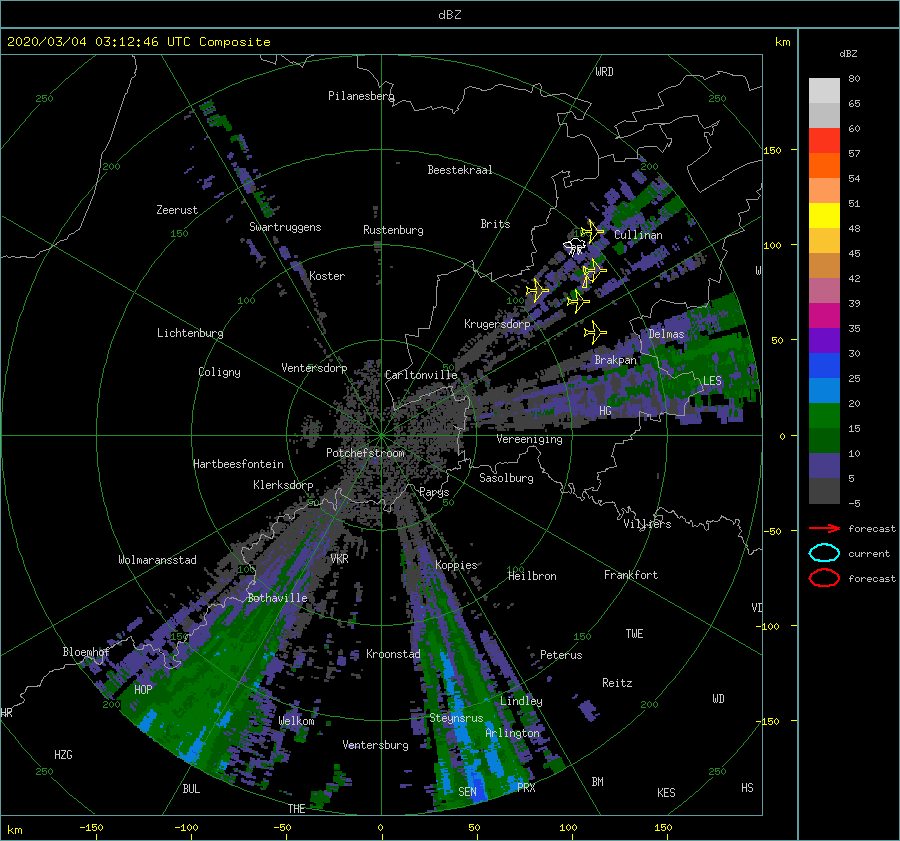 dBZ
2020/03/04 03:12:46 UTC Composite
km
dBZ
WRD
80
250
Pilanesberg
250
65
60
150
57
200
Beestekraal
200
54
Zeerust
51
Swartruggens
Rustenburg
Brits
150
Cullinan
48
100
45
Koster
W
42
100
100
39
Krugersdorp
35
Lichtenburg
Delmas
50
30
Coligny
Ventersdorp
Carltonville
Brakpan
25
LES
20
HG
15
Vereeniging
0
Potchefstroom
10
Hartbeesfontein
Sasolburg
5
Klerksdorp
Parys
50
50
-5
Villiers
forecast
-50
current
Wolmaransstad
VKR
Koppies
100
100
Heilbron
Frankfort
forecast
Bothaville
VD
-100
150
150
TWE
Bloemhof
Kroonstad
Peterus
HOP
Reitz
200
Lindley
200
WD
HR
Welkom
Steynsrus
-150
Arlington
HZG
Ventersburg
250
250
BUL
SEN
PRX
BM
KES
HS
THE
km
-150
-100
-50
0
50
100
150